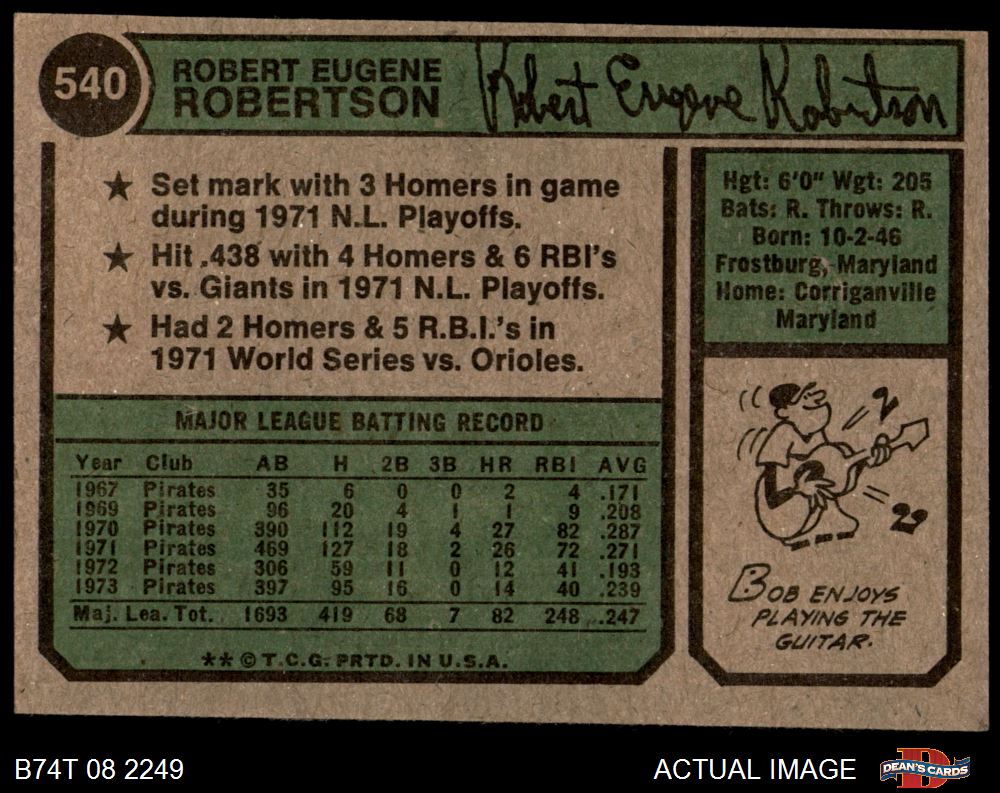 540
ROBERT EUGENE
ROBERTSON
Robert Eugene Robertson
★ Set mark with 3 Homers in game
during 1971 N.L. Playoffs.
★ Hit .438 with 4 Homers & 6 RBI's
vs. Giants in 1971 N.L. Playoffs.
★ Had 2 Homers & 5 R.B.I.'s in
1971 World Series vs. Orioles.
Hgt: 6'0" Wgt: 205
Bats: R. Throws: R.
Born: 10-2-46
Frostburg, Maryland
Home: Corriganville
Maryland
MAJOR LEAGUE BATTING RECORD
Year Club AB H 2B 3B HR RBI AVG
1967 Pirates 35 6 0 0 2 4 .171
1969 Pirates 96 20 4 1 1 9 .208
1970 Pirates 390 112 19 4 27 82 .287
1971 Pirates 469 127 18 2 26 72 .271
1972 Pirates 306 59 11 0 12 41 .193
1973 Pirates 397 95 16 0 14 40 .239
Maj. Lea. Tot. 1693 419 68 7 82 248 .247
** © T.C.G. PRTD. IN U.S.A.
BOB ENJOYS
PLAYING THE
GUITAR.
B74T 08 2249
ACTUAL IMAGE
DEAN'S CARDS